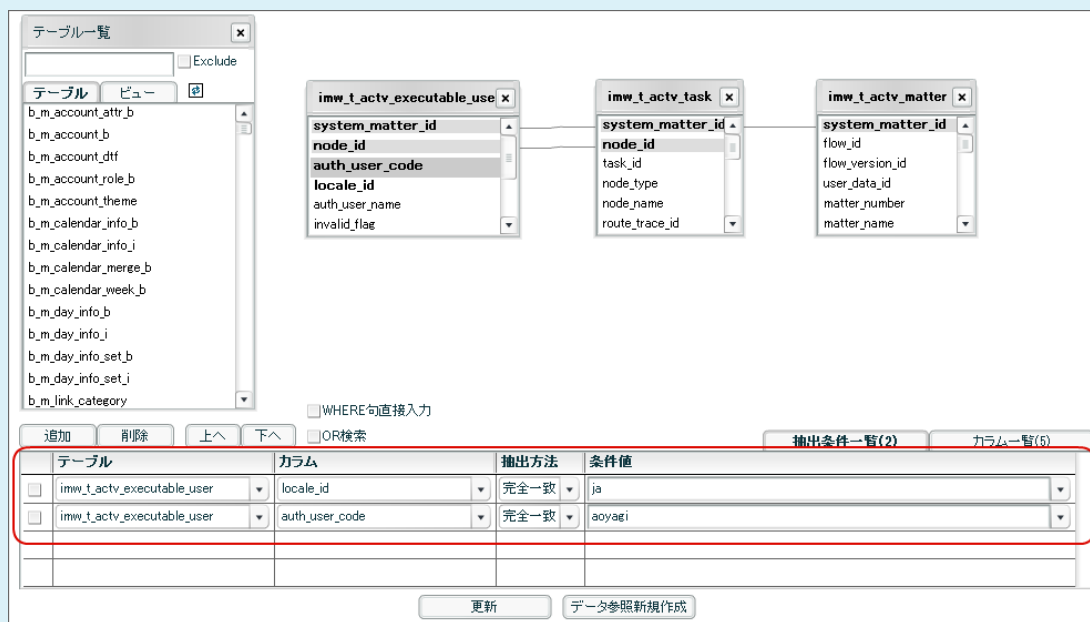 テーブル一覧
Exclude
テーブル ビュー
b_m_account_attr_b
b_m_account_b
b_m_account_dtf
b_m_account_role_b
b_m_account_theme
b_m_calendar_info_b
b_m_calendar_info_i
b_m_calendar_merge_b
b_m_calendar_week_b
b_m_day_info_b
b_m_day_info_i
b_m_day_info_set_b
b_m_day_info_set_i
b_m_link_category
imw_t_actv_executable_use
system_matter_id
node_id
auth_user_code
locale_id
auth_user_name
invalid_flag
imw_t_actv_task
system_matter_id
node_id
task_id
node_type
node_name
route_trace_id
imw_t_actv_matter
system_matter_id
flow_id
flow_version_id
user_data_id
matter_number
matter_name
WHERE句直接入力
追加 削除 上へ 下へ OR検索 抽出条件一覧(2) カラム一覧(5)
テーブル カラム 抽出方法 条件値
imw_t_actv_executable_user locale_id 完全一致 ja
imw_t_actv_executable_user auth_user_code 完全一致 aoyagi
更新 データ参照新規作成